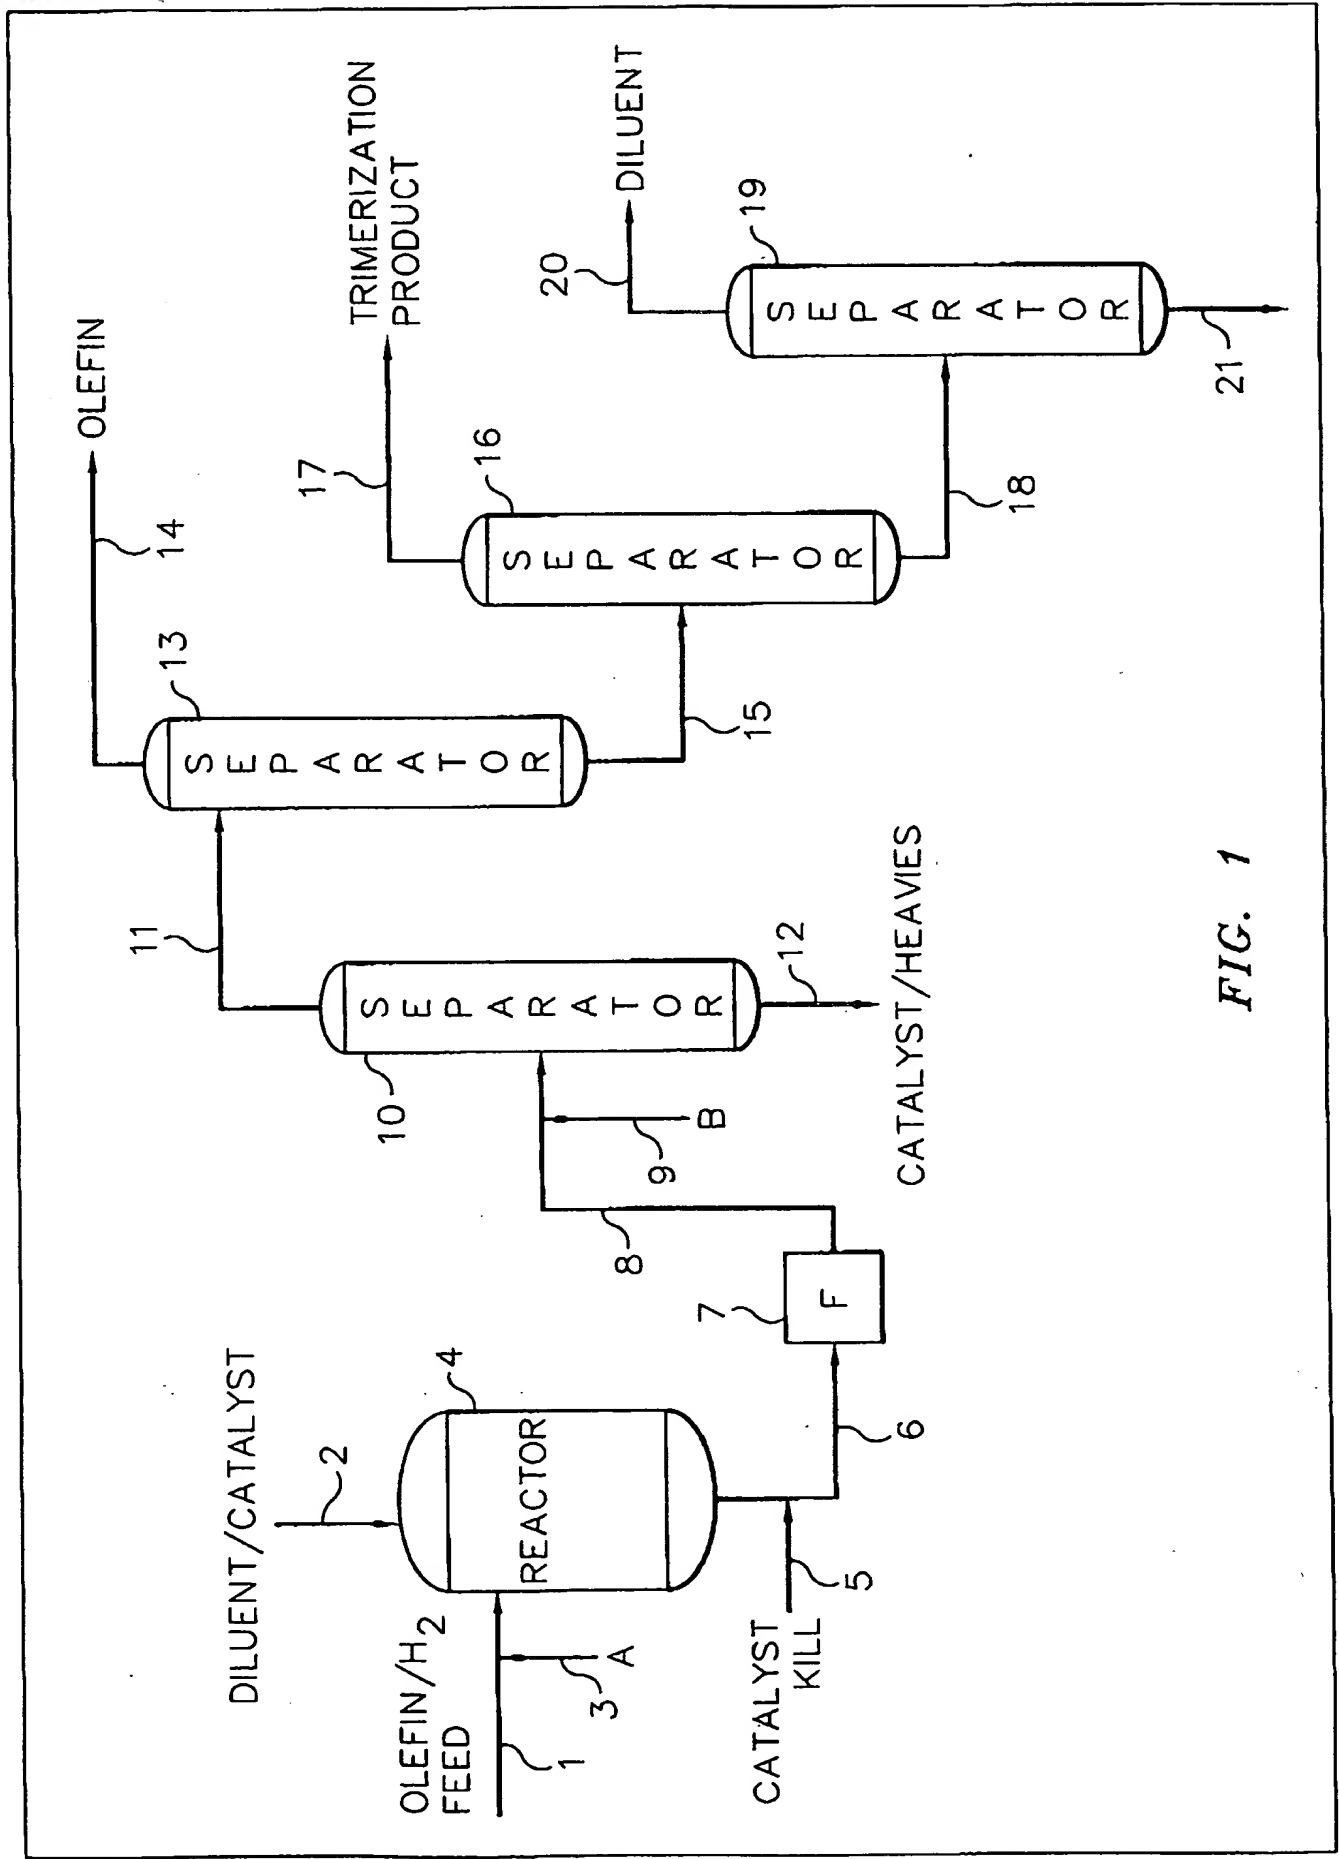 OLEFIN/H2
FEED
1
3
A
DILUENT/CATALYST
2
4
REACTOR
CATALYST
KILL
5
6
7
F
8
9
B
10
SEPARATOR
11
12
CATALYST/HEAVIES
13
SEPARATOR
14
OLEFIN
15
16
SEPARATOR
17
TRIMERIZATION
PRODUCT
18
19
SEPARATOR
20
DILUENT
21
FIG. 1